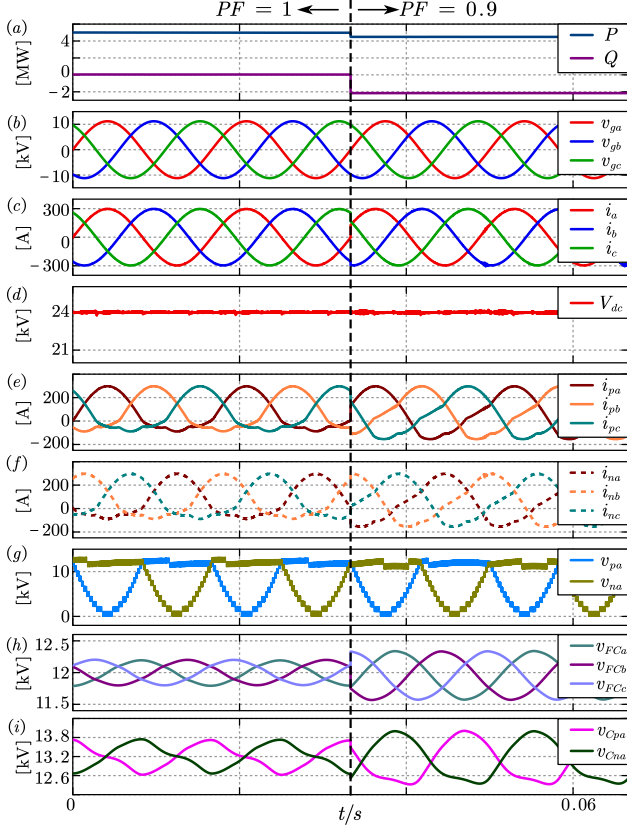 PF = 1 PF = 0.9
(a)
[MW]
4
0
−2
P
Q
(b)
[kV]
10
0
−10
v_ga
v_gb
v_gc
(c)
[A]
300
0
−300
i_a
i_b
i_c
(d)
[kV]
24
21
V_dc
(e)
[A]
200
0
−200
i_pa
i_pb
i_pc
(f)
[A]
200
0
−200
i_na
i_nb
i_nc
(g)
[kV]
10
0
v_pa
v_na
(h)
[kV]
12.5
12
11.5
v_FCa
v_FCb
v_FCc
(i)
[kV]
13.8
13.2
12.6
v_Cpa
v_Cna
0 t/s 0.06